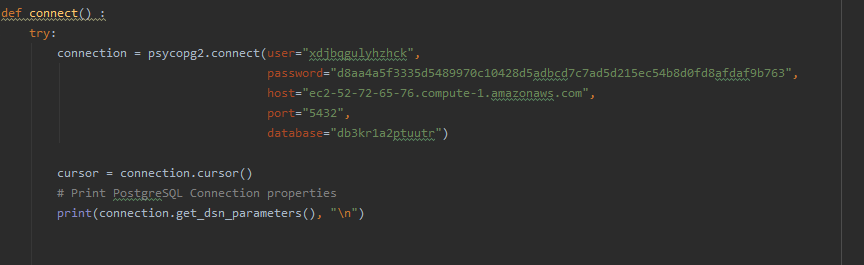 def connect() :
try:
connection = psycopg2.connect(user="xdjbqgulyhzhck",
password="d8aa4a5f3335d5489970c10428d5adbcd7c7ad5d215ec54b8d0fd8afdaf9b763",
host="ec2-52-72-65-76.compute-1.amazonaws.com",
port="5432",
database="db3kr1a2ptuutr")
cursor = connection.cursor()
# Print PostgreSQL Connection properties
print(connection.get_dsn_parameters(), "\n")